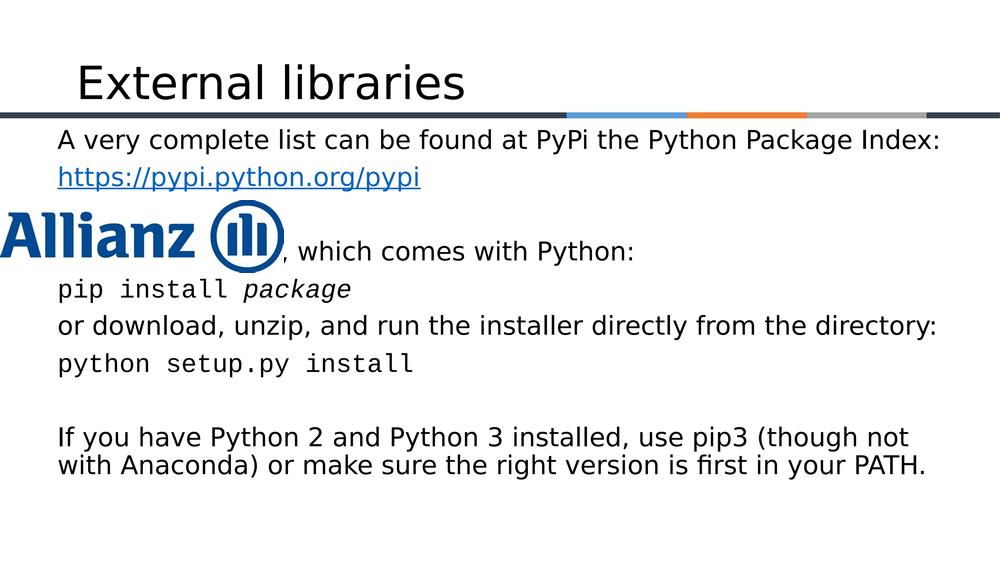 External libraries
A very complete list can be found at PyPi the Python Package Index:
https://pypi.python.org/pypi
Allianz
, which comes with Python:
pip install package
or download, unzip, and run the installer directly from the directory:
python setup.py install
If you have Python 2 and Python 3 installed, use pip3 (though not
with Anaconda) or make sure the right version is first in your PATH.